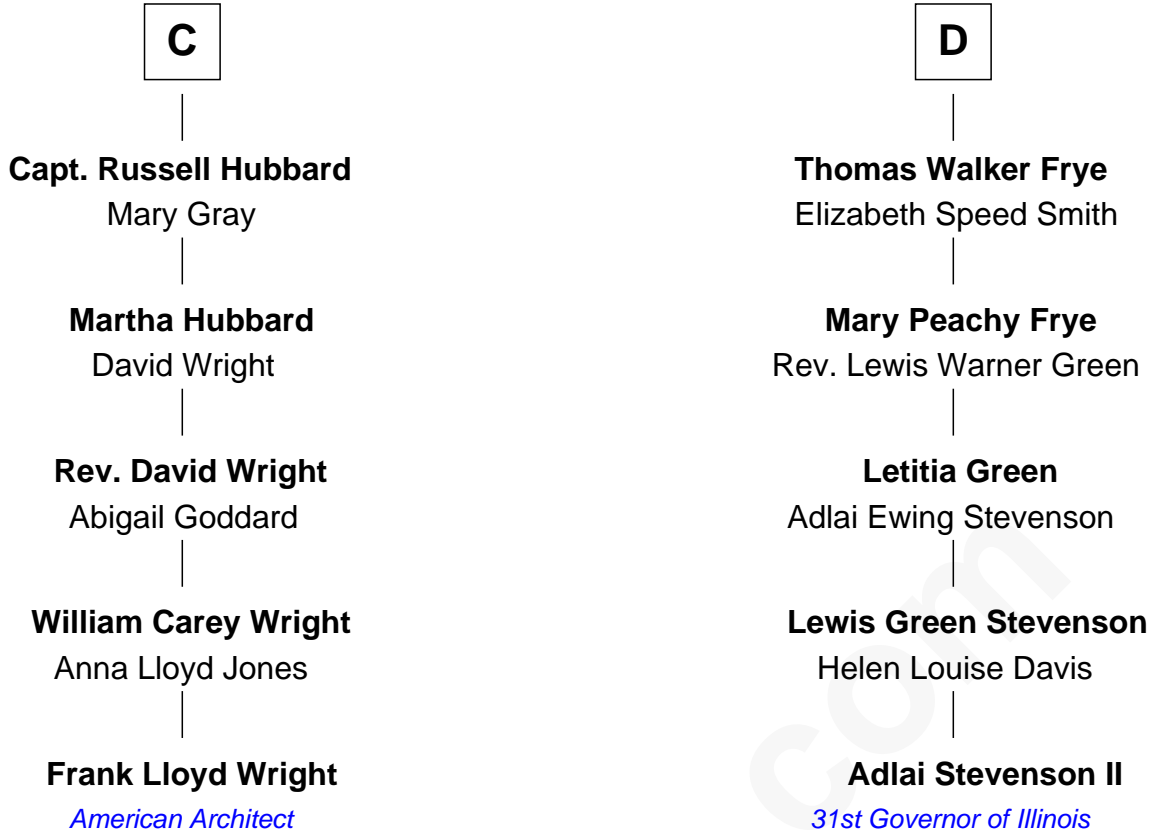 C
Capt. Russell Hubbard
Mary Gray
Martha Hubbard
David Wright
Rev. David Wright
Abigail Goddard
William Carey Wright
Anna Lloyd Jones
Frank Lloyd Wright
American Architect
D
Thomas Walker Frye
Elizabeth Speed Smith
Mary Peachy Frye
Rev. Lewis Warner Green
Letitia Green
Adlai Ewing Stevenson
Lewis Green Stevenson
Helen Louise Davis
Adlai Stevenson II
31st Governor of Illinois
com